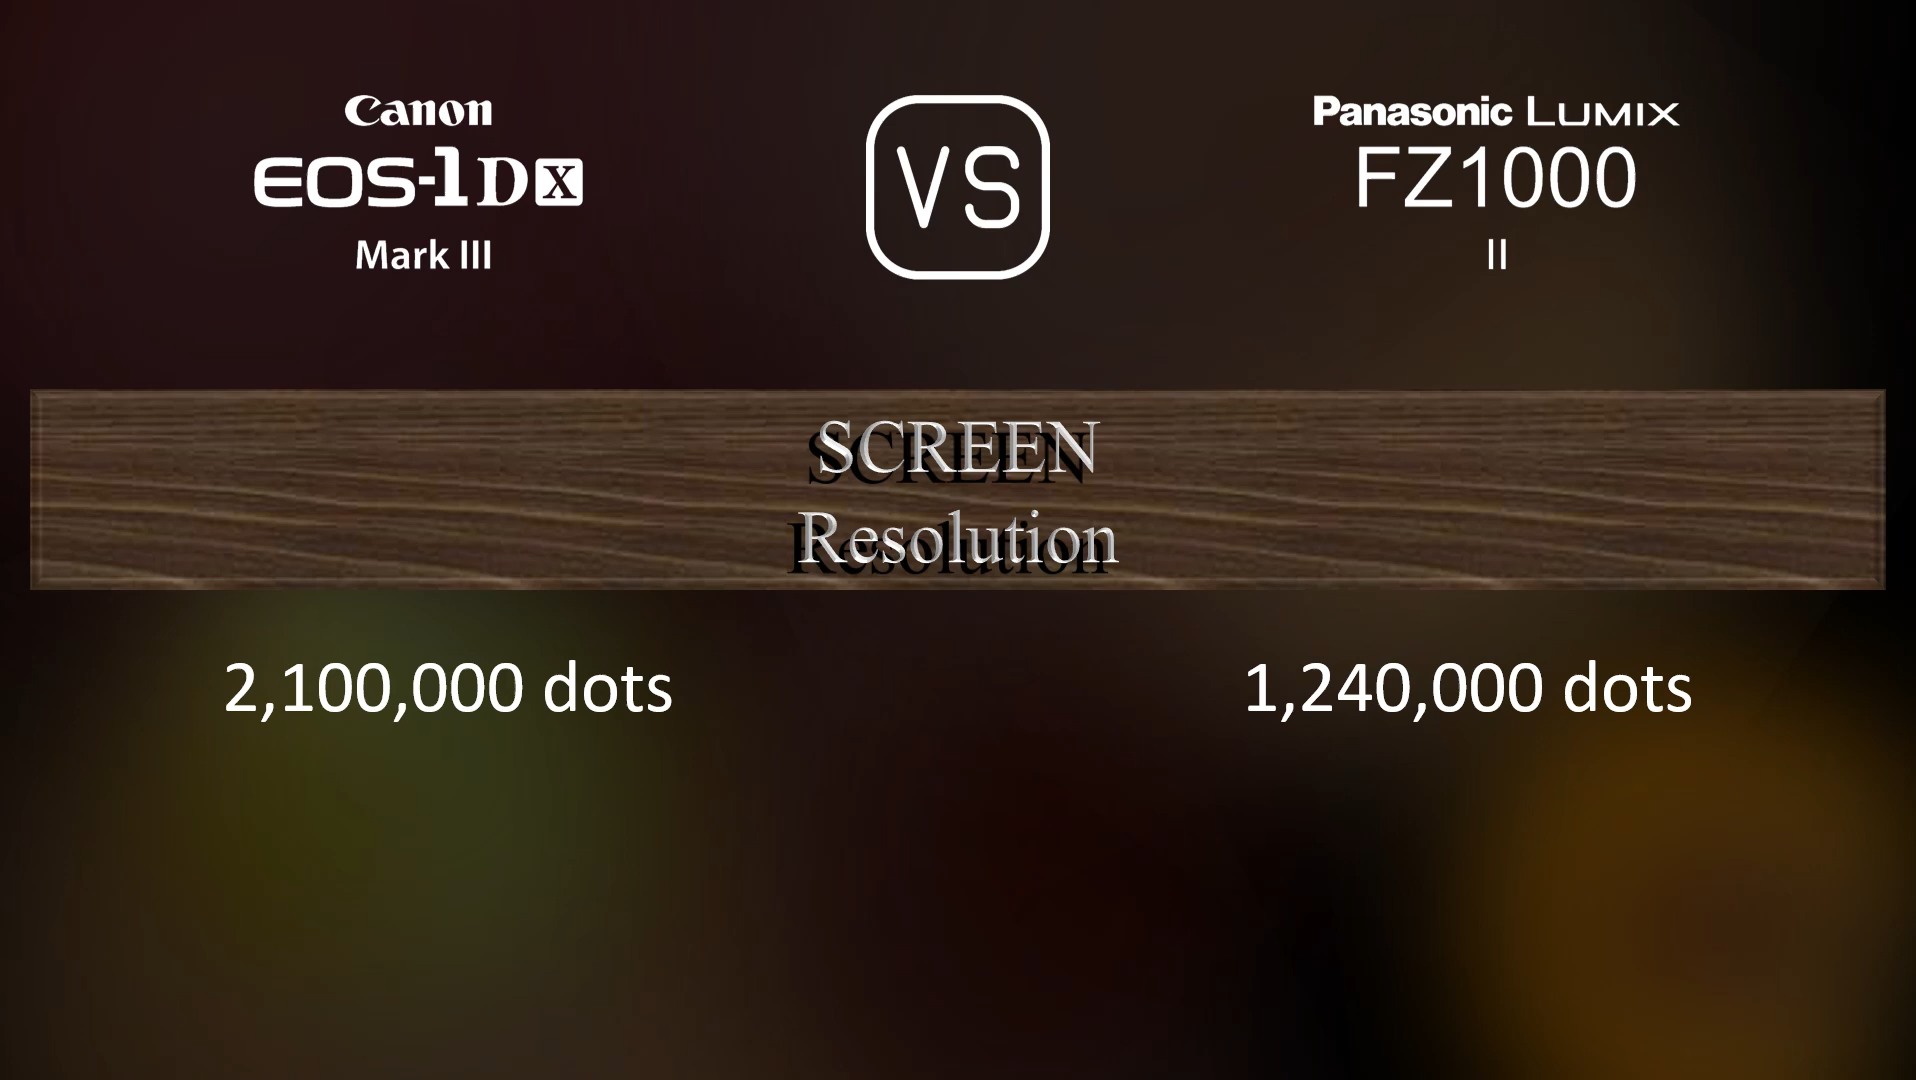 Canon
EOS-1DX
Mark III
VS
Panasonic LUMIX
FZ1000
II
SCREEN
Resolution
2,100,000 dots
1,240,000 dots